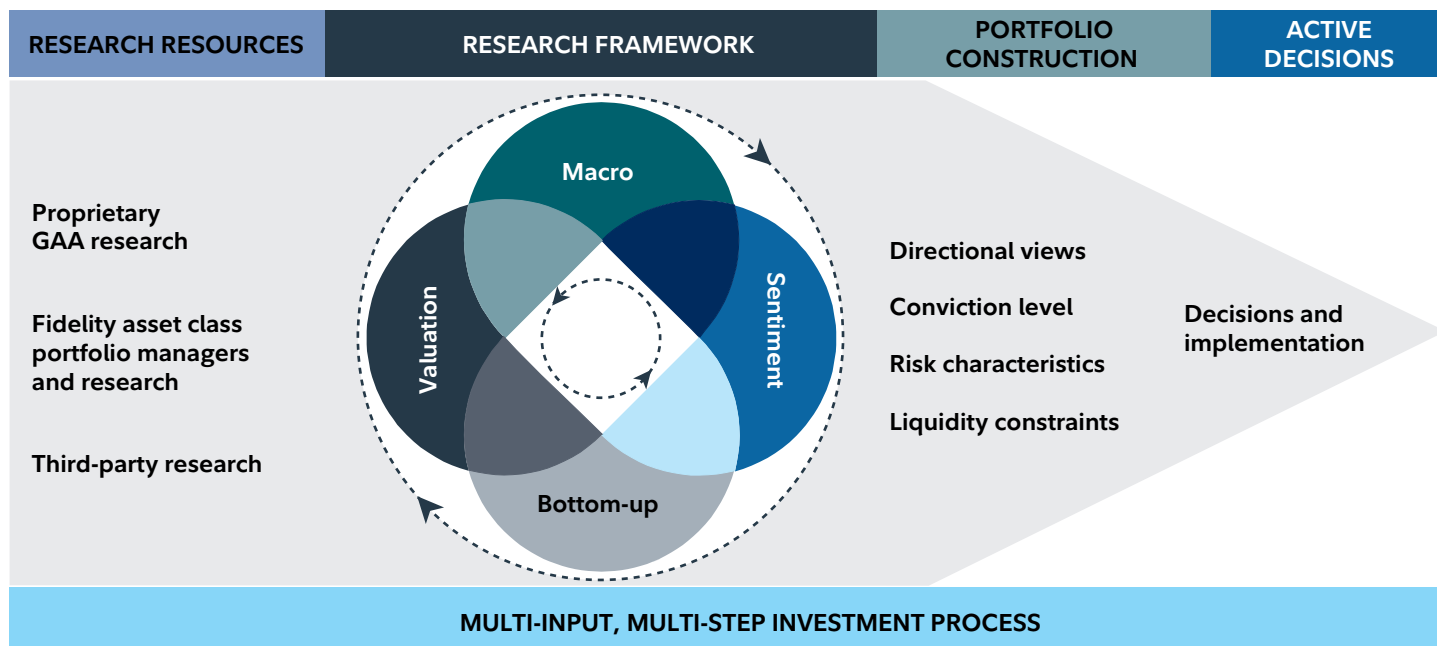 RESEARCH RESOURCES
RESEARCH FRAMEWORK
PORTFOLIO
CONSTRUCTION
ACTIVE
DECISIONS
Proprietary
GAA research
Fidelity asset class
portfolio managers
and research
Third-party research
Macro
Valuation
Sentiment
Bottom-up
Directional views
Conviction level
Risk characteristics
Liquidity constraints
Decisions and
implementation
MULTI-INPUT, MULTI-STEP INVESTMENT PROCESS